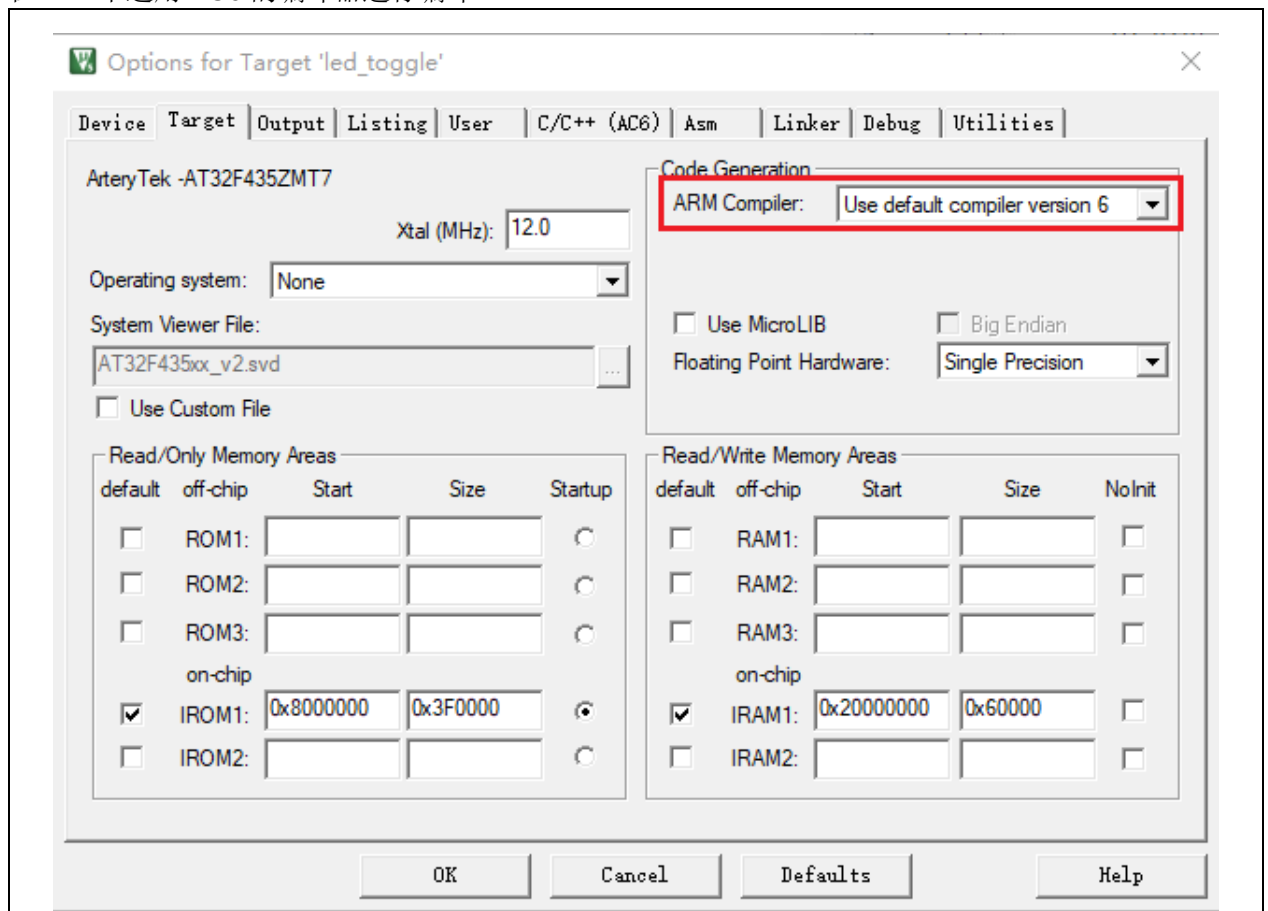 Options for Target 'led_toggle'
Device Target Output Listing User C/C++ (AC6) Asm Linker Debug Utilities
ArteryTek -AT32F435ZMT7
Xtal (MHz): 12.0
Operating system: None
System Viewer File:
AT32F435xx_v2.svd ...
Use Custom File
Code Generation
ARM Compiler: Use default compiler version 6
Use MicroLIB Big Endian
Floating Point Hardware: Single Precision
Read/Only Memory Areas
default off-chip Start Size Startup
ROM1:
ROM2:
ROM3:
on-chip
IROM1: 0x8000000 0x3F0000
IROM2:
Read/Write Memory Areas
default off-chip Start Size NoInit
RAM1:
RAM2:
RAM3:
on-chip
IRAM1: 0x20000000 0x60000
IRAM2:
OK Cancel Defaults Help